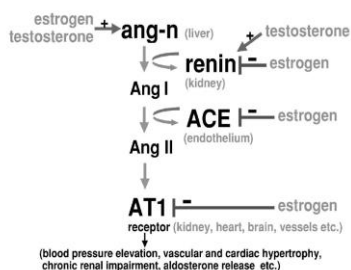 estrogen
testosterone
+
ang-n (liver)
testosterone
+
renin
- estrogen
(kidney)
Ang I
ACE
- estrogen
(endothelium)
Ang II
AT1
- estrogen
receptor (kidney, heart, brain, vessels etc.)
(blood pressure elevation, vascular and cardiac hypertrophy,
chronic renal impairment, aldosterone release etc.)